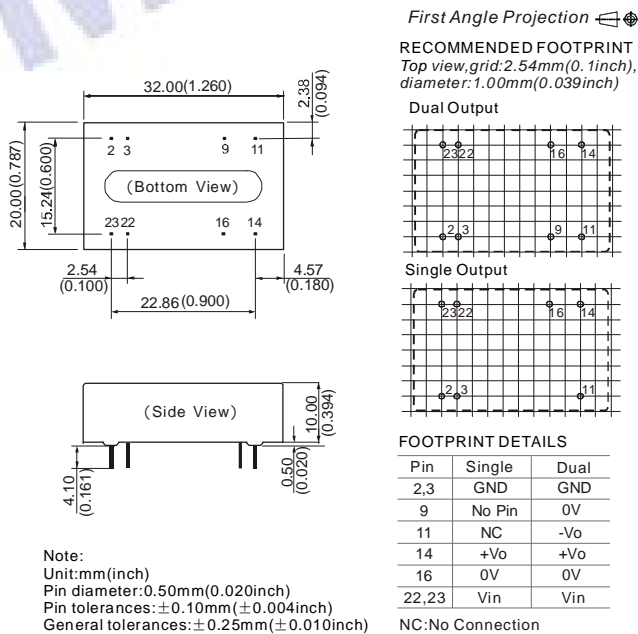 First Angle Projection
RECOMMENDED FOOTPRINT
Top view,grid:2.54mm(0.1inch),
diameter:1.00mm(0.039inch)
32.00(1.260)
2.38
(0.094)
20.00(0.787)
15.24(0.600)
2 3 9 11
(Bottom View)
2322 16 14
2.54
(0.100)
4.57
(0.180)
22.86(0.900)
Dual Output
2322 16 14
2 3 9 11
Single Output
2322 16 14
2 3 11
(Side View)
10.00
(0.394)
0.50
(0.020)
4.10
(0.161)
FOOTPRINT DETAILS
Pin Single Dual
2,3 GND GND
9 No Pin 0V
11 NC -Vo
14 +Vo +Vo
16 0V 0V
22,23 Vin Vin
NC:No Connection
Note:
Unit:mm(inch)
Pin diameter:0.50mm(0.020inch)
Pin tolerances:±0.10mm(±0.004inch)
General tolerances:±0.25mm(±0.010inch)